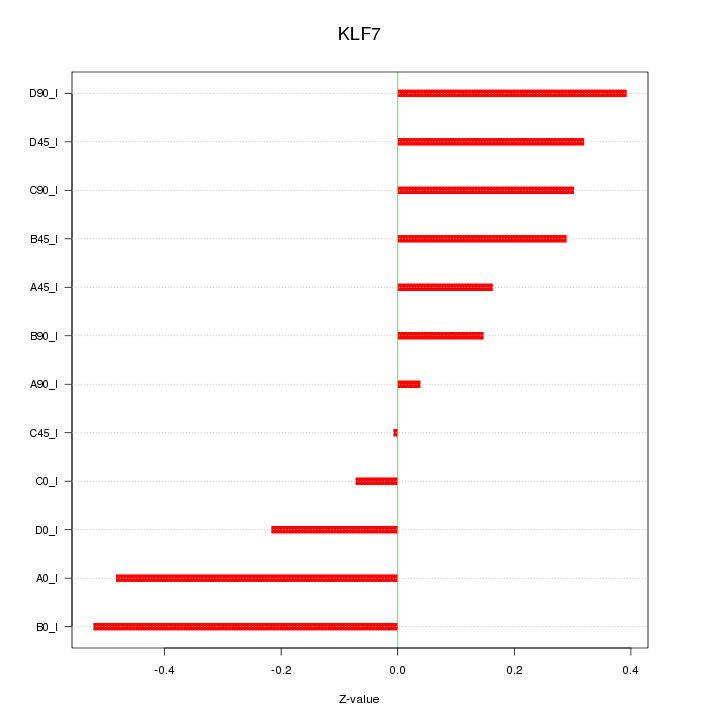 KLF7
D90_I
D45_I
C90_I
B45_I
A45_I
B90_I
A90_I
C45_I
C0_I
D0_I
A0_I
B0_I
-0.4 -0.2 0.0 0.2 0.4
Z-value